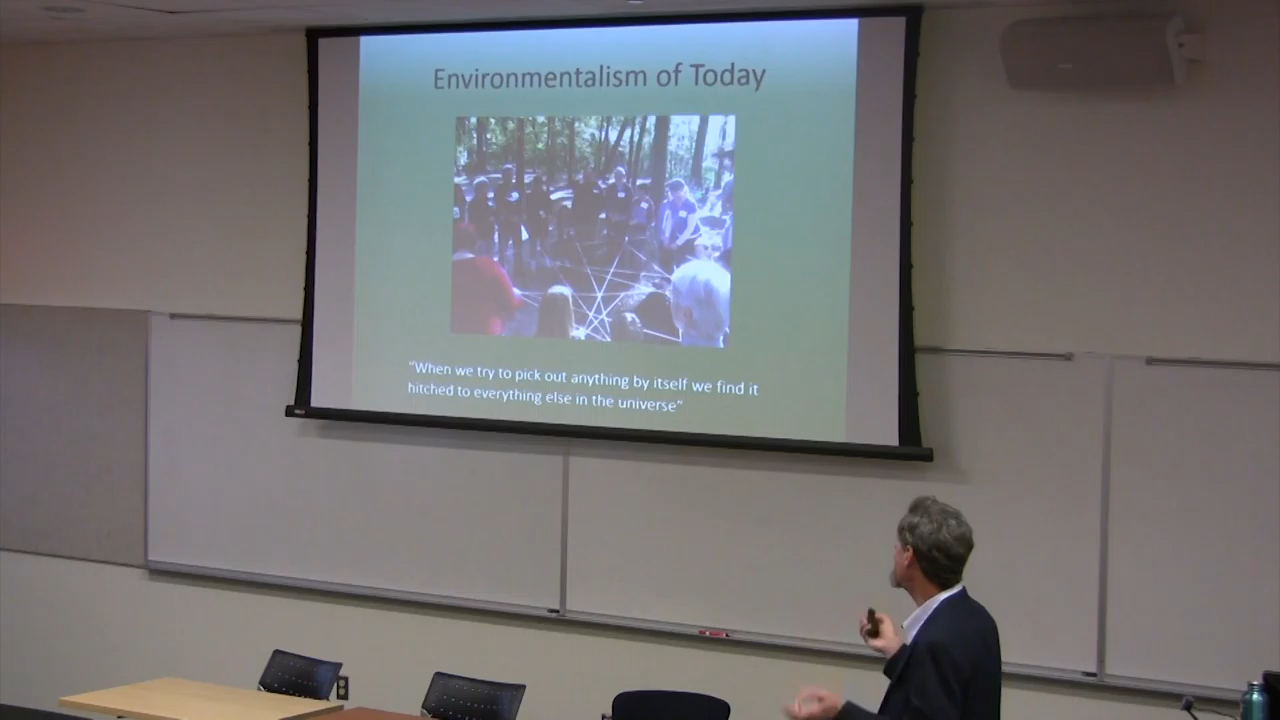 Environmentalism of Today
“When we try to pick out anything by itself we find it
hitched to everything else in the universe”